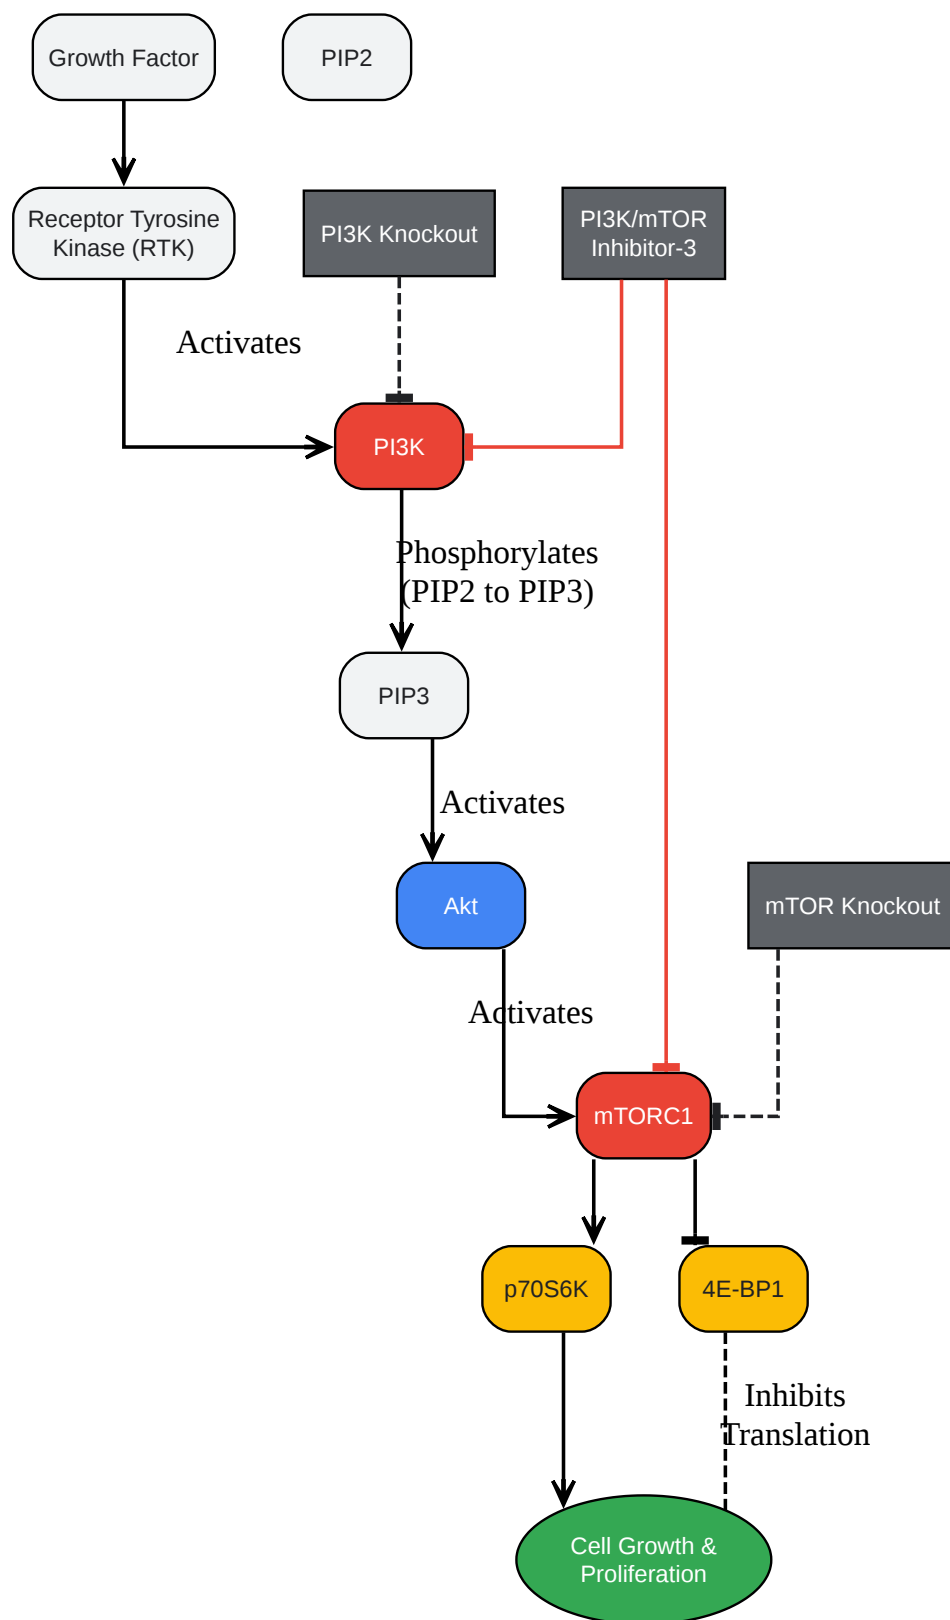 Growth Factor
PIP2
Receptor Tyrosine
Kinase (RTK)
PI3K Knockout
PI3K/mTOR
Inhibitor-3
Activates
PI3K
Phosphorylates
(PIP2 to PIP3)
PIP3
Activates
Akt
mTOR Knockout
Activates
mTORC1
p70S6K
4E-BP1
Inhibits
Translation
Cell Growth &
Proliferation